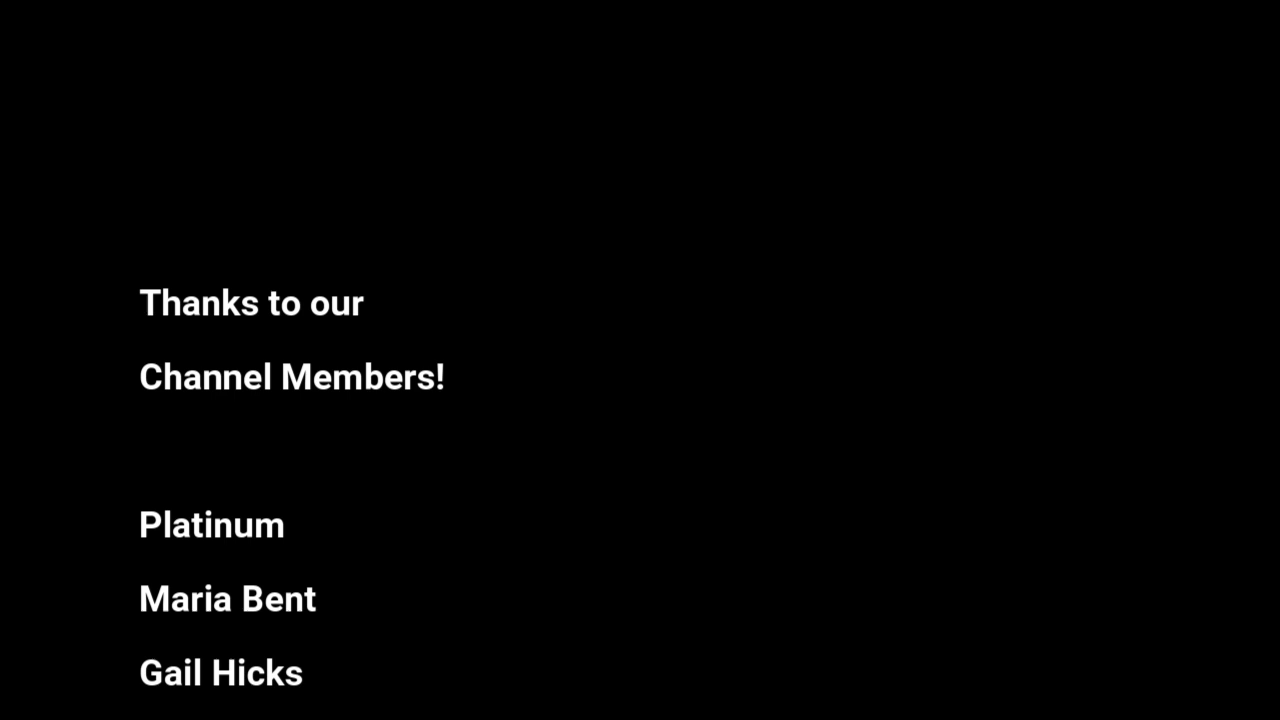 Thanks to our
Channel Members!
Platinum
Maria Bent
Gail Hicks